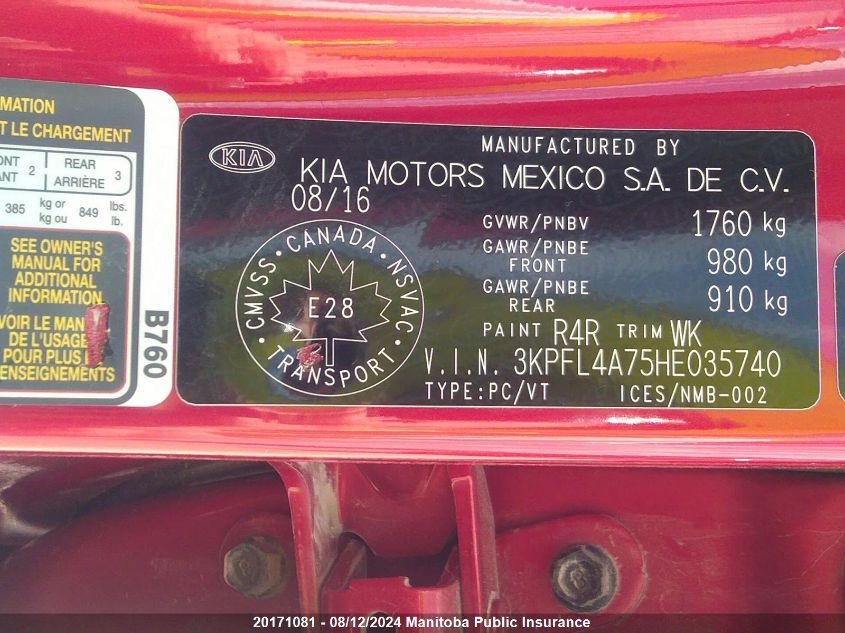 MATION
T LE CHARGEMENT
ONT 2 REAR 3
ANT ARRIÈRE
385 kg or 849 lbs.
kg ou lb.
SEE OWNER'S
MANUAL FOR
ADDITIONAL
INFORMATION
VOIR LE
DE L'USAGE
POUR PLUS
ENSEIGNEMENTS
B760
KIA
MANUFACTURED BY
KIA MOTORS MEXICO S.A. DE C.V.
08/16
GVWR/PNBV 1760 kg
GAWR/PNBE
FRONT 980 kg
GAWR/PNBE
REAR 910 kg
CANADA · NSVAC · TRANSPORT · CMVSS
E28
PAINT R4R TRIM WK
V.I.N. 3KPFL4A75HE035740
TYPE:PC/VT ICES/NMB-002
20171081 - 08/12/2024 Manitoba Public Insurance